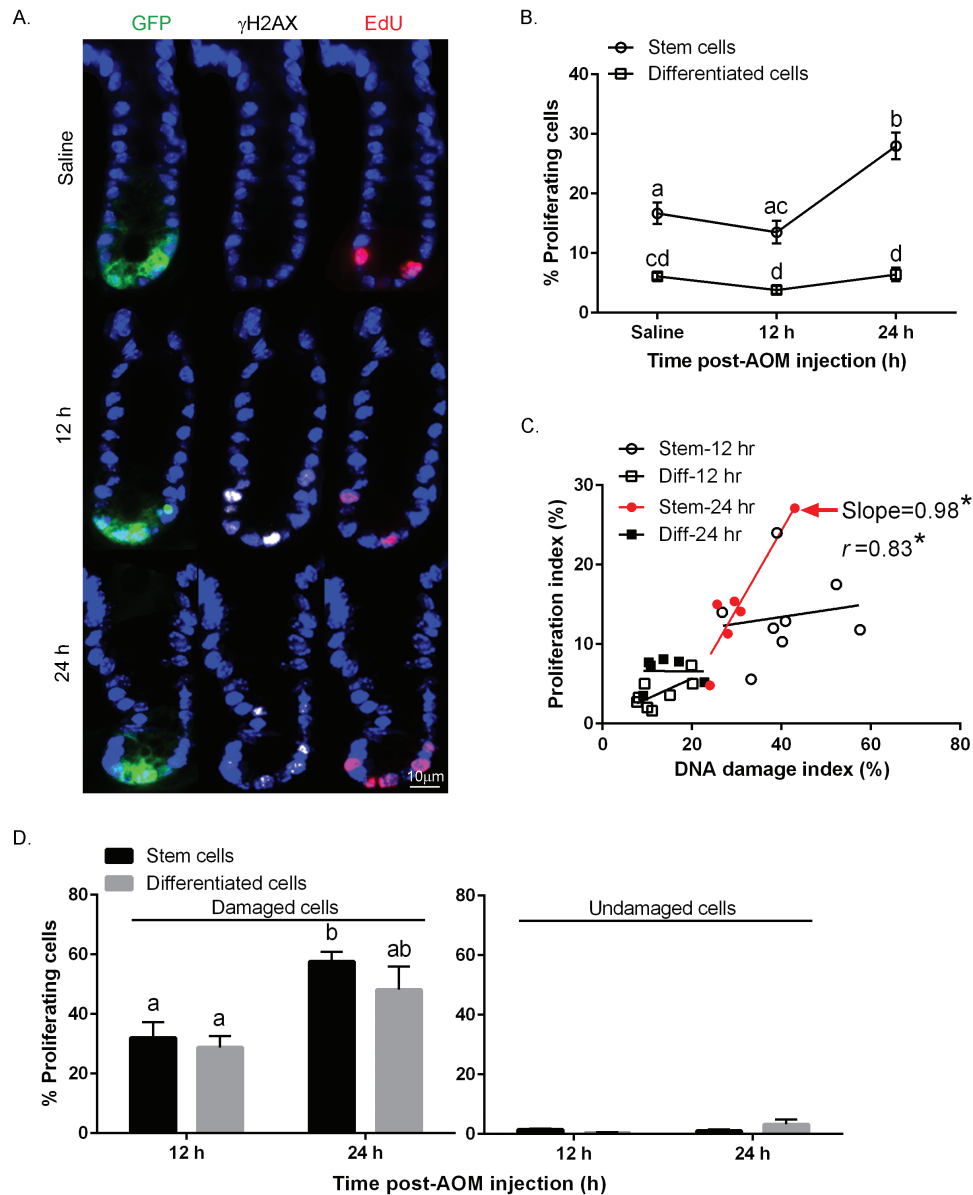 A.
GFP γH2AX EdU
Saline
12 h
24 h
10µm
B.
Stem cells
Differentiated cells
% Proliferating cells
40
30
20
10
0
a
ac
b
cd
d
d
Saline 12 h 24 h
Time post-AOM injection (h)
C.
Stem-12 hr
Diff-12 hr
Stem-24 hr
Diff-24 hr
Proliferation index (%)
30
20
10
0
Slope=0.98*
r=0.83*
0 20 40 60 80
DNA damage index (%)
D.
Stem cells
Differentiated cells
% Proliferating cells
80
60
40
20
0
Damaged cells
a
a
b
ab
12 h 24 h
80
60
40
20
0
Undamaged cells
12 h 24 h
Time post-AOM injection (h)